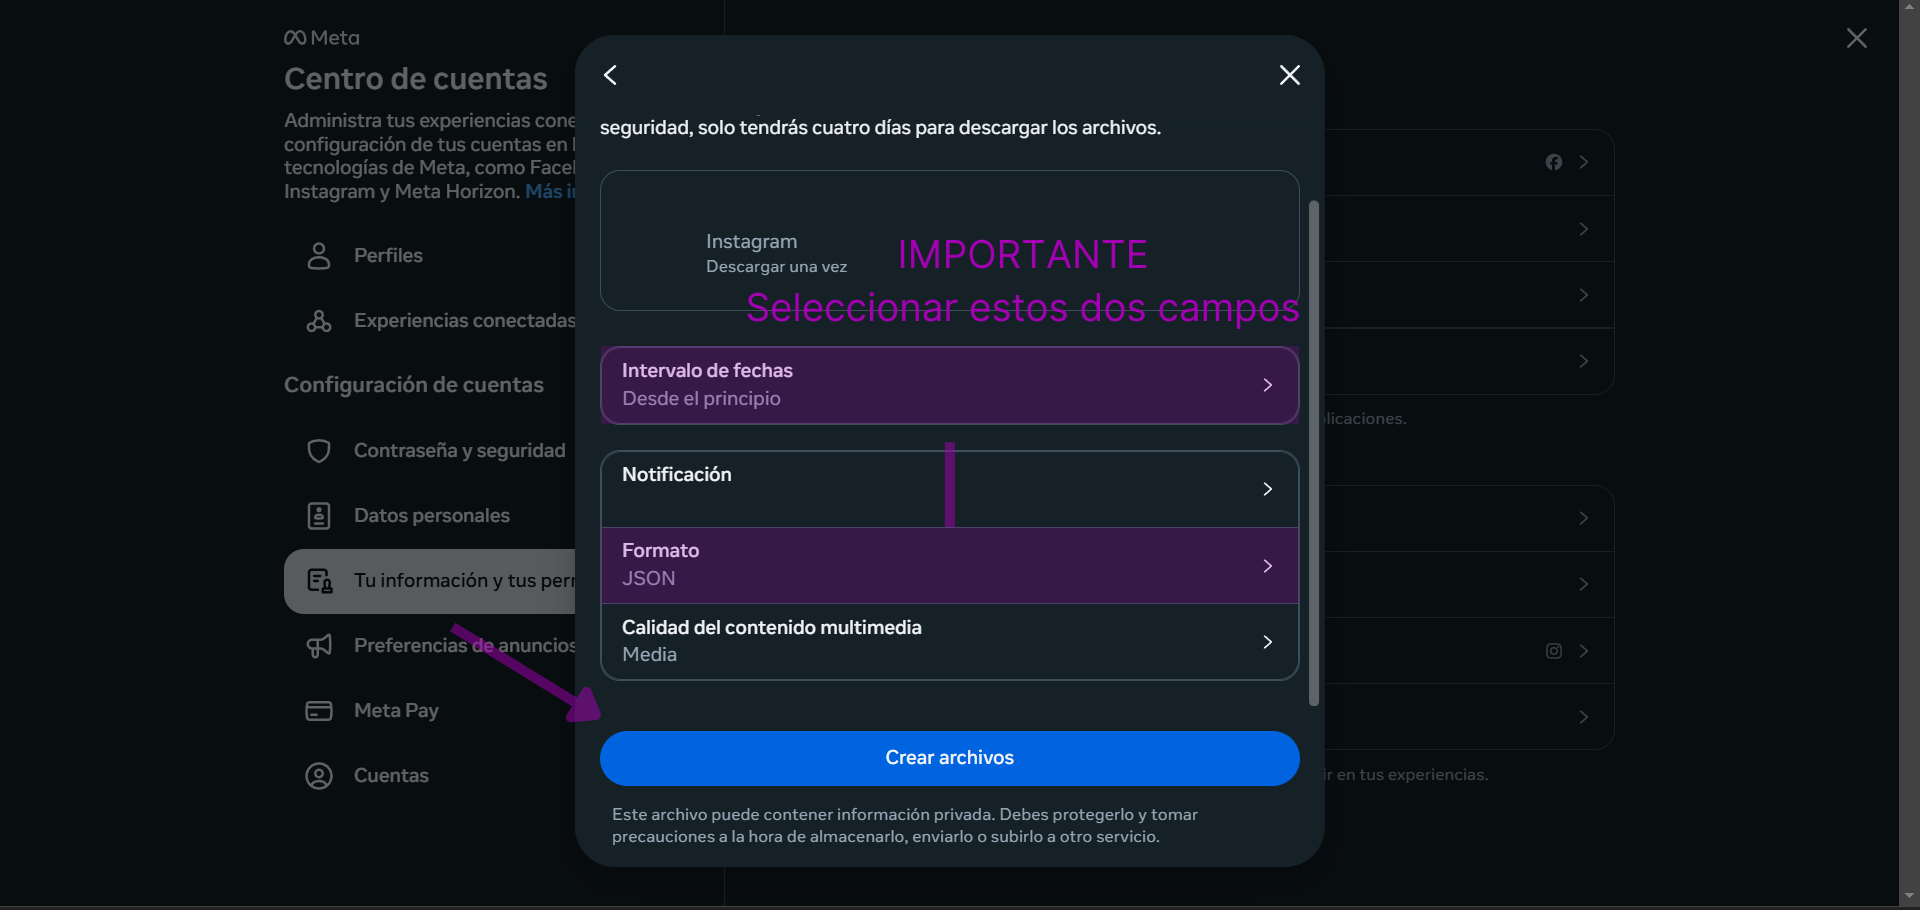 Meta
Centro de cuentas
Administra tus experiencias cone
configuración de tus cuentas en
tecnologías de Meta, como Face
Instagram y Meta Horizon. Más
Perfiles
Experiencias conectadas
Configuración de cuentas
Contraseña y seguridad
Datos personales
Tu información y tus per
Preferencias de anuncios
Meta Pay
Cuentas
seguridad, solo tendrás cuatro días para descargar los archivos.
Instagram
Descargar una vez
IMPORTANTE
Seleccionar estos dos campos
Intervalo de fechas
Desde el principio
Notificación
Formato
JSON
Calidad del contenido multimedia
Media
Crear archivos
Este archivo puede contener información privada. Debes protegerlo y tomar
precauciones a la hora de almacenarlo, enviarlo o subirlo a otro servicio.
licaciones.
ir en tus experiencias.